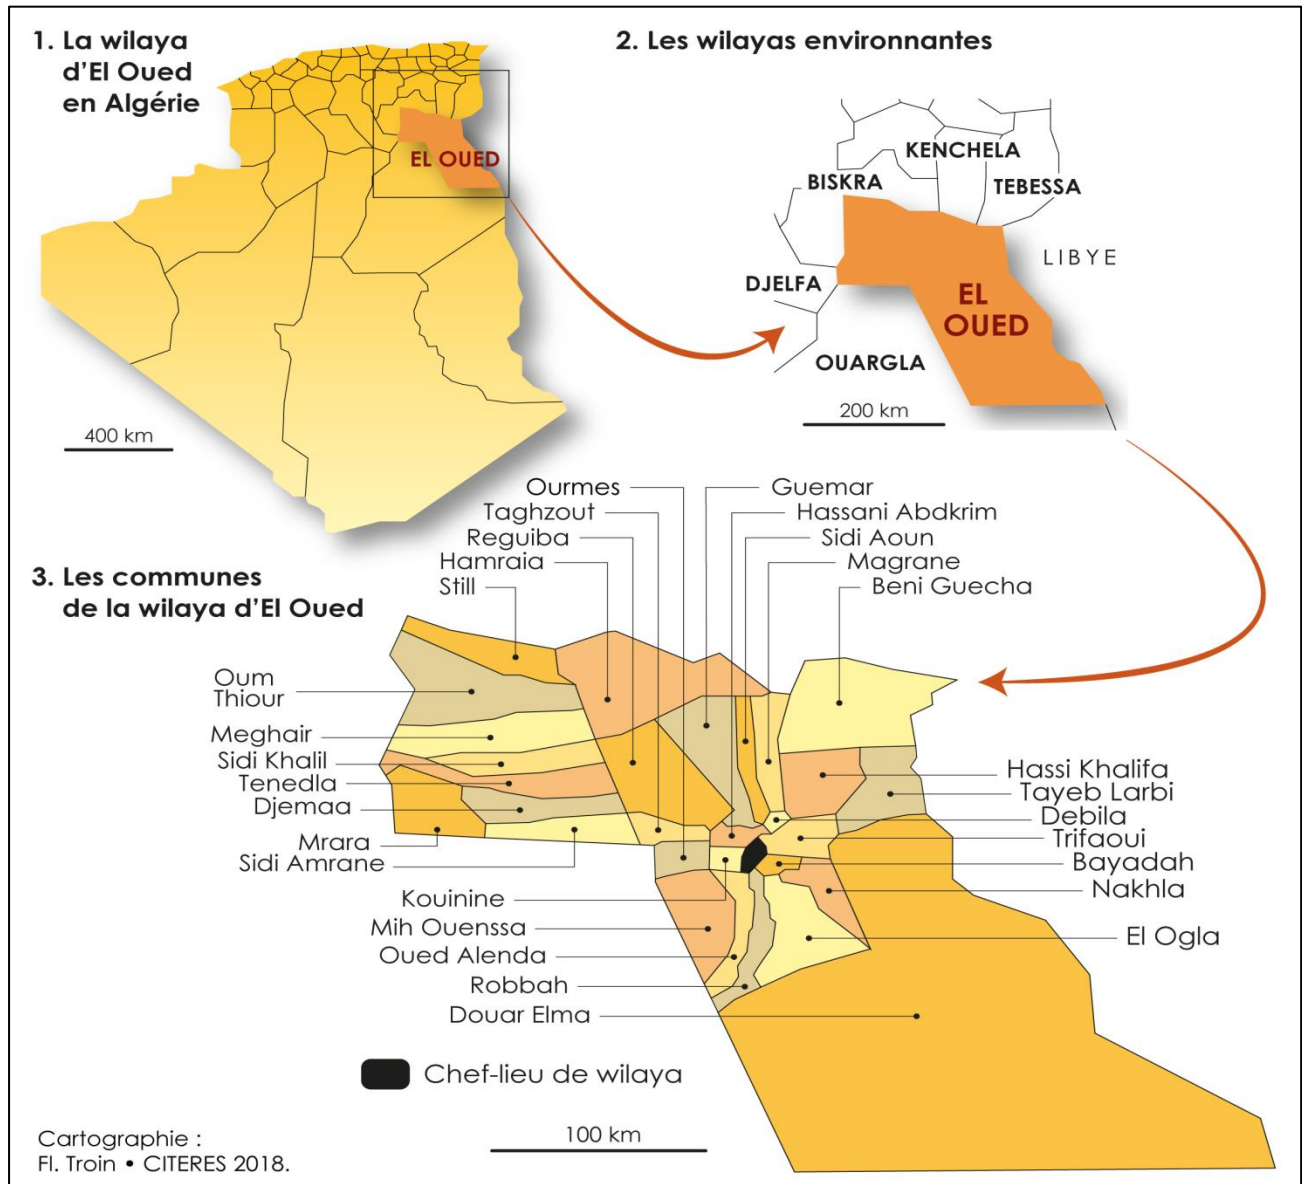 1. La wilaya
d'El Oued
en Algérie
EL OUED
400 km
2. Les wilayas environnantes
KENCHELA
BISKRA
TEBESSA
LIBYE
DJELFA
EL
OUED
OUARGLA
200 km
3. Les communes
de la wilaya d'El Oued
Ourmes
Taghzout
Reguiba
Hamraia
Still
Guemar
Hassani Abdkrim
Sidi Aoun
Magrane
Beni Guecha
Oum
Thiour
Meghair
Sidi Khalil
Tenedla
Djemaa
Mrara
Sidi Amrane
Hassi Khalifa
Tayeb Larbi
Debila
Trifaoui
Bayadah
Nakhla
El Ogla
Kouinine
Mih Ouenssa
Oued Alenda
Robbah
Douar Elma
Chef-lieu de wilaya
100 km
Cartographie :
Fl. Troin • CITERES 2018.